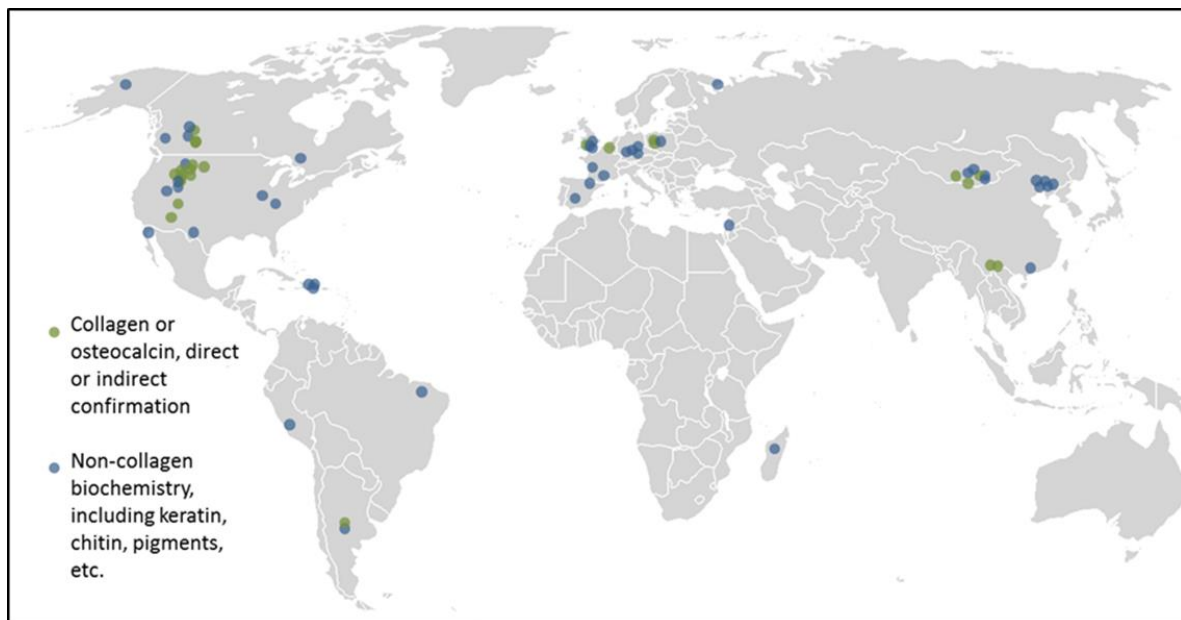 Collagen or
osteocalcin, direct
or indirect
confirmation
Non-collagen
biochemistry,
including keratin,
chitin, pigments,
etc.